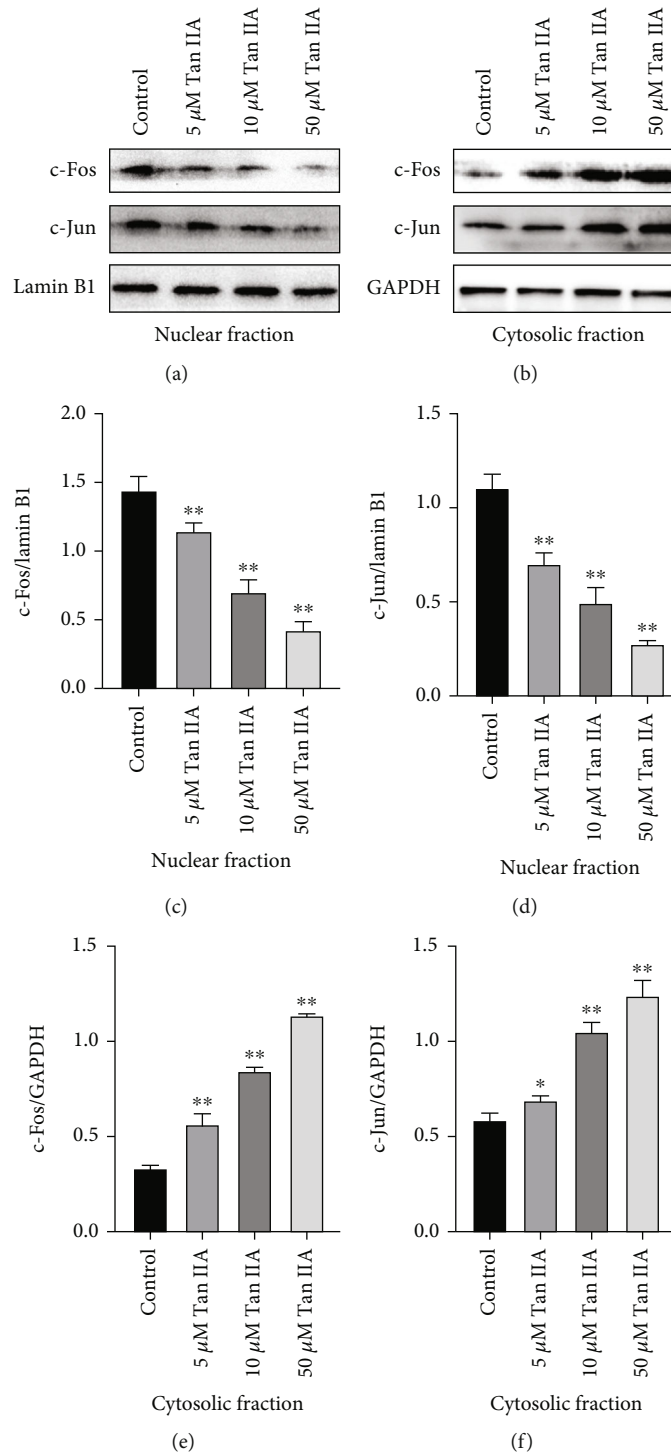 Control
5 μM Tan IIA
10 μM Tan IIA
50 μM Tan IIA
c-Fos
c-Jun
Lamin B1
Nuclear fraction
(a)
Control
5 μM Tan IIA
10 μM Tan IIA
50 μM Tan IIA
c-Fos
c-Jun
GAPDH
Cytosolic fraction
(b)
c-Fos/lamin B1
2.0
1.5
1.0
0.5
0.0
**
**
**
Control
5 μM Tan IIA
10 μM Tan IIA
50 μM Tan IIA
Nuclear fraction
(c)
c-Jun/lamin B1
1.5
1.0
0.5
0.0
**
**
**
Control
5 μM Tan IIA
10 μM Tan IIA
50 μM Tan IIA
Nuclear fraction
(d)
c-Fos/GAPDH
1.5
1.0
0.5
0.0
**
**
**
Control
5 μM Tan IIA
10 μM Tan IIA
50 μM Tan IIA
Cytosolic fraction
(e)
c-Jun/GAPDH
1.5
1.0
0.5
0.0
*
**
**
Control
5 μM Tan IIA
10 μM Tan IIA
50 μM Tan IIA
Cytosolic fraction
(f)